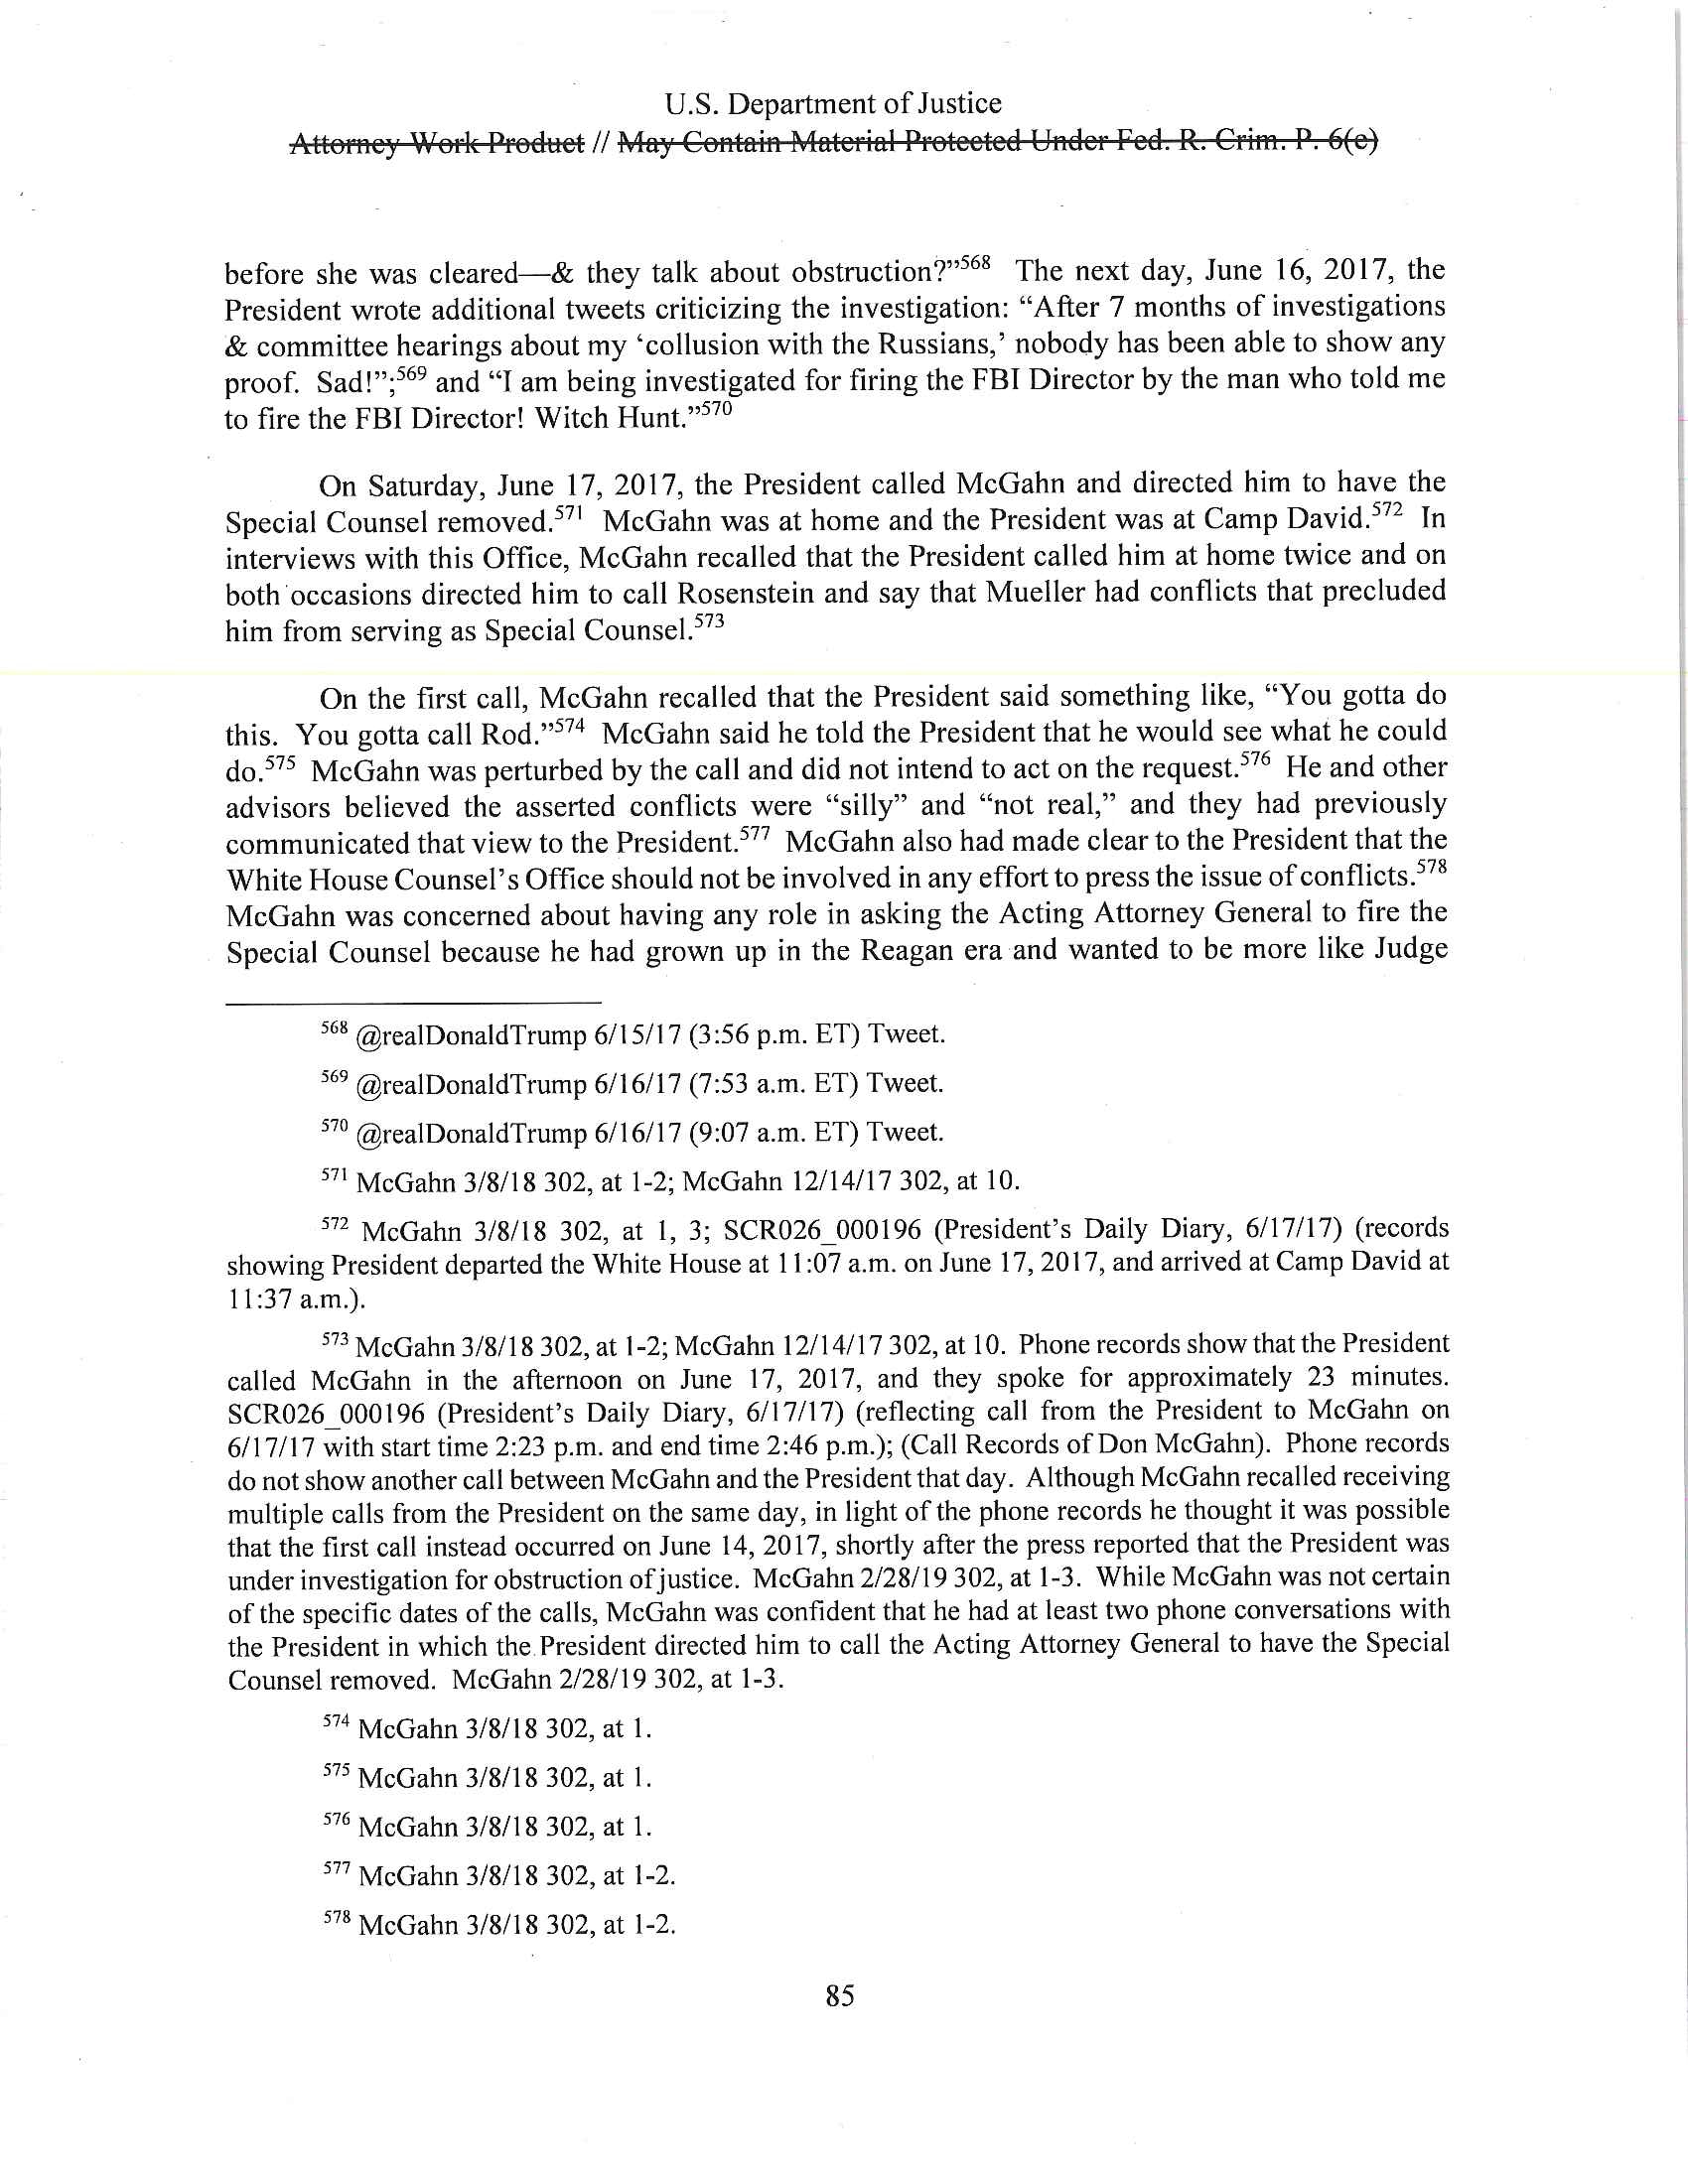 U.S. Department of Justice
Attorney Work Product // May Contain Material Protected Under Fed. R. Crim. P. 6(e)
before she was cleared—& they talk about obstruction?”568 The next day, June 16, 2017, the
President wrote additional tweets criticizing the investigation: “After 7 months of investigations
& committee hearings about my ‘collusion with the Russians,’ nobody has been able to show any
proof. Sad!”;569 and “I am being investigated for firing the FBI Director by the man who told me
to fire the FBI Director! Witch Hunt.”570
On Saturday, June 17, 2017, the President called McGahn and directed him to have the
Special Counsel removed.571 McGahn was at home and the President was at Camp David.572 In
interviews with this Office, McGahn recalled that the President called him at home twice and on
both occasions directed him to call Rosenstein and say that Mueller had conflicts that precluded
him from serving as Special Counsel.573
On the first call, McGahn recalled that the President said something like, “You gotta do
this. You gotta call Rod.”574 McGahn said he told the President that he would see what he could
do.575 McGahn was perturbed by the call and did not intend to act on the request.576 He and other
advisors believed the asserted conflicts were “silly” and “not real,” and they had previously
communicated that view to the President.577 McGahn also had made clear to the President that the
White House Counsel’s Office should not be involved in any effort to press the issue of conflicts.578
McGahn was concerned about having any role in asking the Acting Attorney General to fire the
Special Counsel because he had grown up in the Reagan era and wanted to be more like Judge
568 @realDonaldTrump 6/15/17 (3:56 p.m. ET) Tweet.
569 @realDonaldTrump 6/16/17 (7:53 a.m. ET) Tweet.
570 @realDonaldTrump 6/16/17 (9:07 a.m. ET) Tweet.
571 McGahn 3/8/18 302, at 1-2; McGahn 12/14/17 302, at 10.
572 McGahn 3/8/18 302, at 1, 3; SCR026_000196 (President’s Daily Diary, 6/17/17) (records
showing President departed the White House at 11:07 a.m. on June 17, 2017, and arrived at Camp David at
11:37 a.m.).
573 McGahn 3/8/18 302, at 1-2; McGahn 12/14/17 302, at 10. Phone records show that the President
called McGahn in the afternoon on June 17, 2017, and they spoke for approximately 23 minutes.
SCR026_000196 (President’s Daily Diary, 6/17/17) (reflecting call from the President to McGahn on
6/17/17 with start time 2:23 p.m. and end time 2:46 p.m.); (Call Records of Don McGahn). Phone records
do not show another call between McGahn and the President that day. Although McGahn recalled receiving
multiple calls from the President on the same day, in light of the phone records he thought it was possible
that the first call instead occurred on June 14, 2017, shortly after the press reported that the President was
under investigation for obstruction of justice. McGahn 2/28/19 302, at 1-3. While McGahn was not certain
of the specific dates of the calls, McGahn was confident that he had at least two phone conversations with
the President in which the President directed him to call the Acting Attorney General to have the Special
Counsel removed. McGahn 2/28/19 302, at 1-3.
574 McGahn 3/8/18 302, at 1.
575 McGahn 3/8/18 302, at 1.
576 McGahn 3/8/18 302, at 1.
577 McGahn 3/8/18 302, at 1-2.
578 McGahn 3/8/18 302, at 1-2.
85